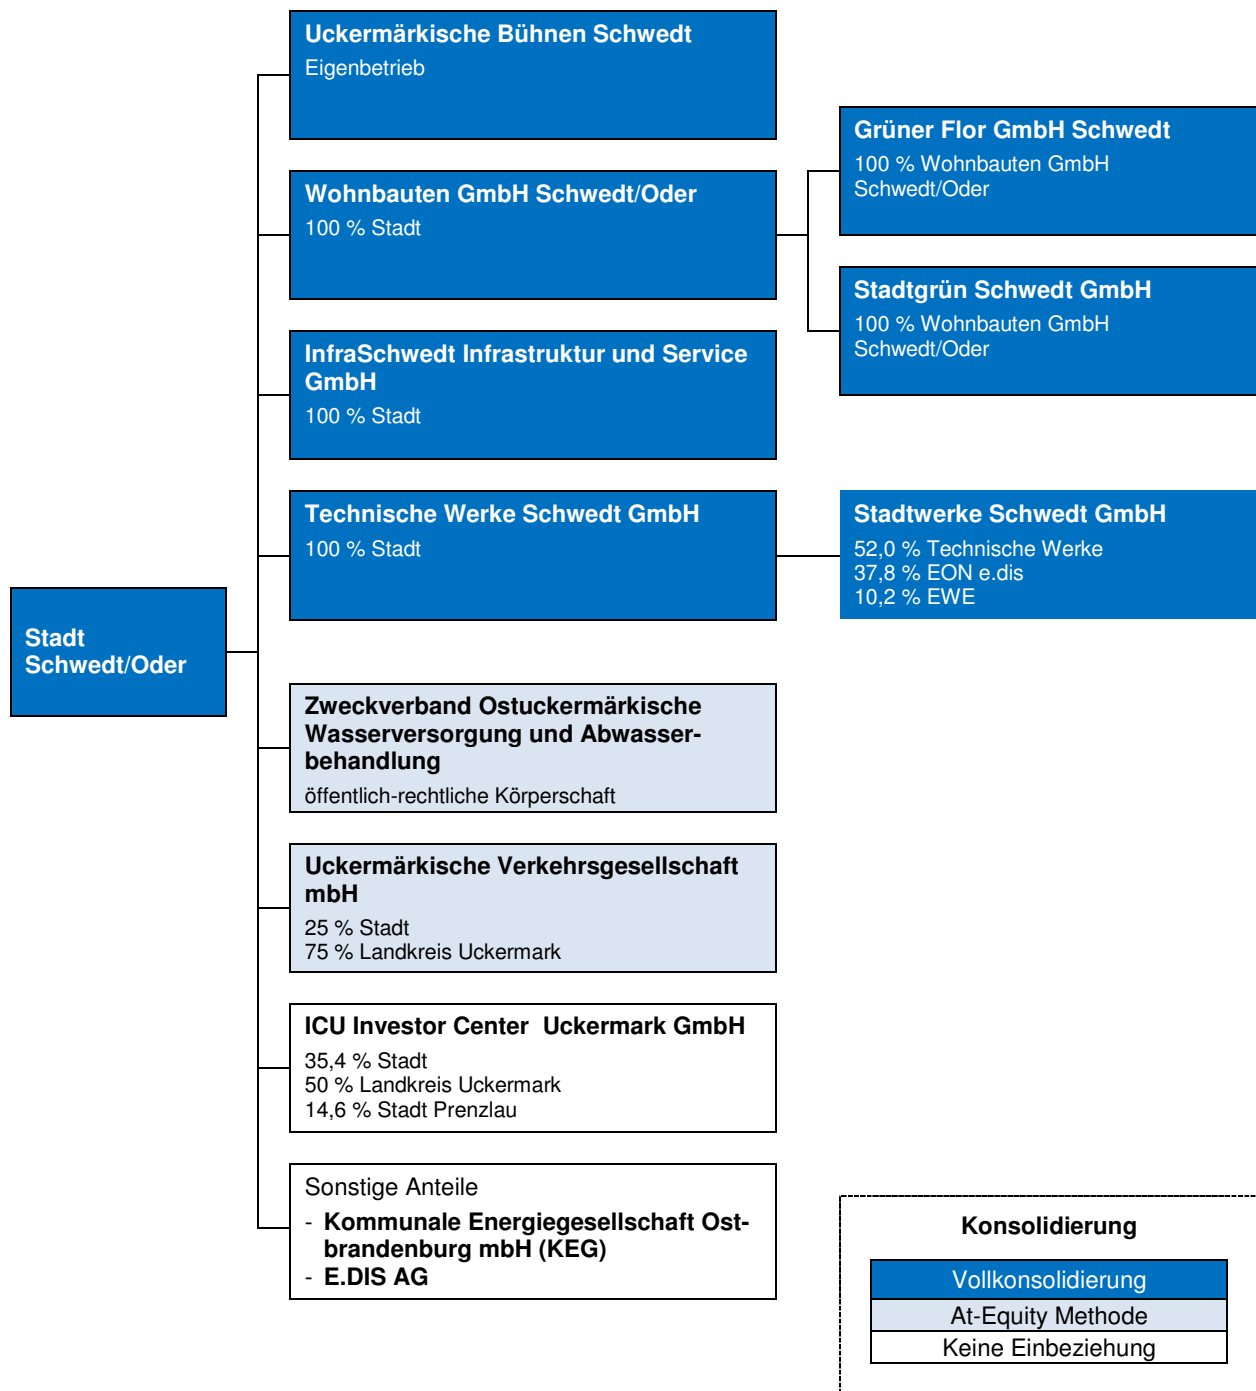 Uckermärkische Bühnen Schwedt
Eigenbetrieb
Wohnbauten GmbH Schwedt/Oder
100 % Stadt
Grüner Flor GmbH Schwedt
100 % Wohnbauten GmbH
Schwedt/Oder
Stadtgrün Schwedt GmbH
100 % Wohnbauten GmbH
Schwedt/Oder
InfraSchwedt Infrastruktur und Service
GmbH
100 % Stadt
Technische Werke Schwedt GmbH
100 % Stadt
Stadtwerke Schwedt GmbH
52,0 % Technische Werke
37,8 % EON e.dis
10,2 % EWE
Stadt
Schwedt/Oder
Zweckverband Ostuckermärkische
Wasserversorgung und Abwasser-
behandlung
öffentlich-rechtliche Körperschaft
Uckermärkische Verkehrsgesellschaft
mbH
25 % Stadt
75 % Landkreis Uckermark
ICU Investor Center  Uckermark GmbH
35,4 % Stadt
50 % Landkreis Uckermark
14,6 % Stadt Prenzlau
Sonstige Anteile
- Kommunale Energiegesellschaft Ost-
brandenburg mbH (KEG)
- E.DIS AG
Konsolidierung
Vollkonsolidierung
At-Equity Methode
Keine Einbeziehung